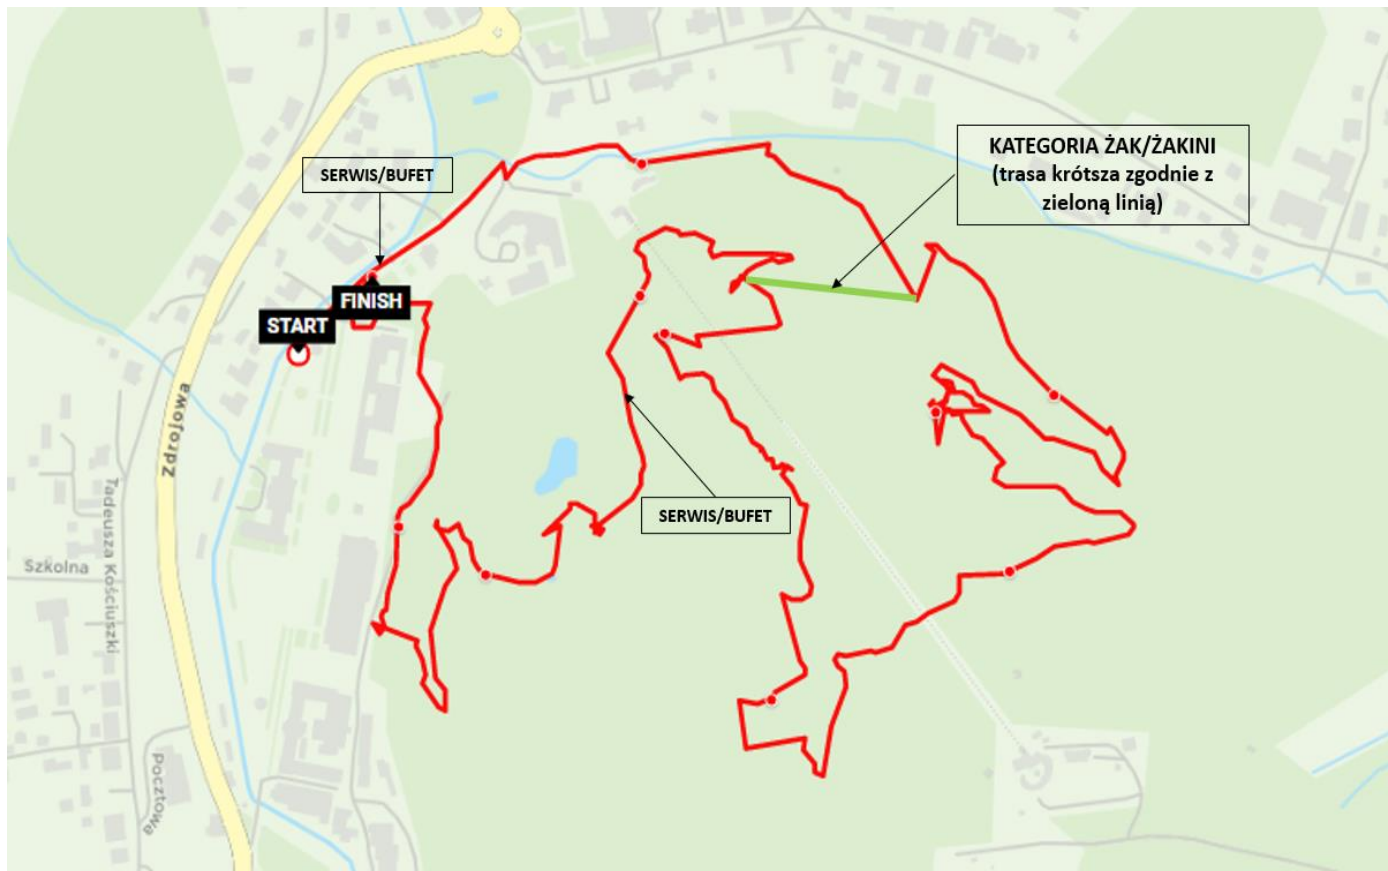 KATEGORIA ŻAK/ŻAKINI
(trasa krótsza zgodnie z
zieloną linią)
SERWIS/BUFET
FINISH
START
Zdrojowa
SERWIS/BUFET
Szkolna
Tadeusza Kościuszki
Pocztowa